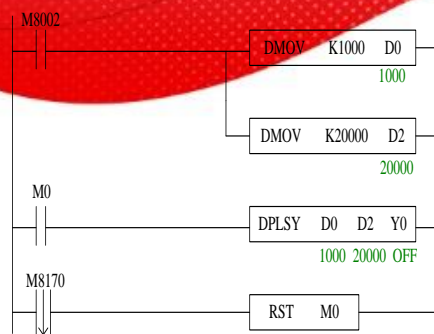 M8002
DMOV K1000 D0
1000
DMOV K20000 D2
20000
M0
DPLSY D0 D2 Y0
1000 20000 OFF
M8170
RST M0